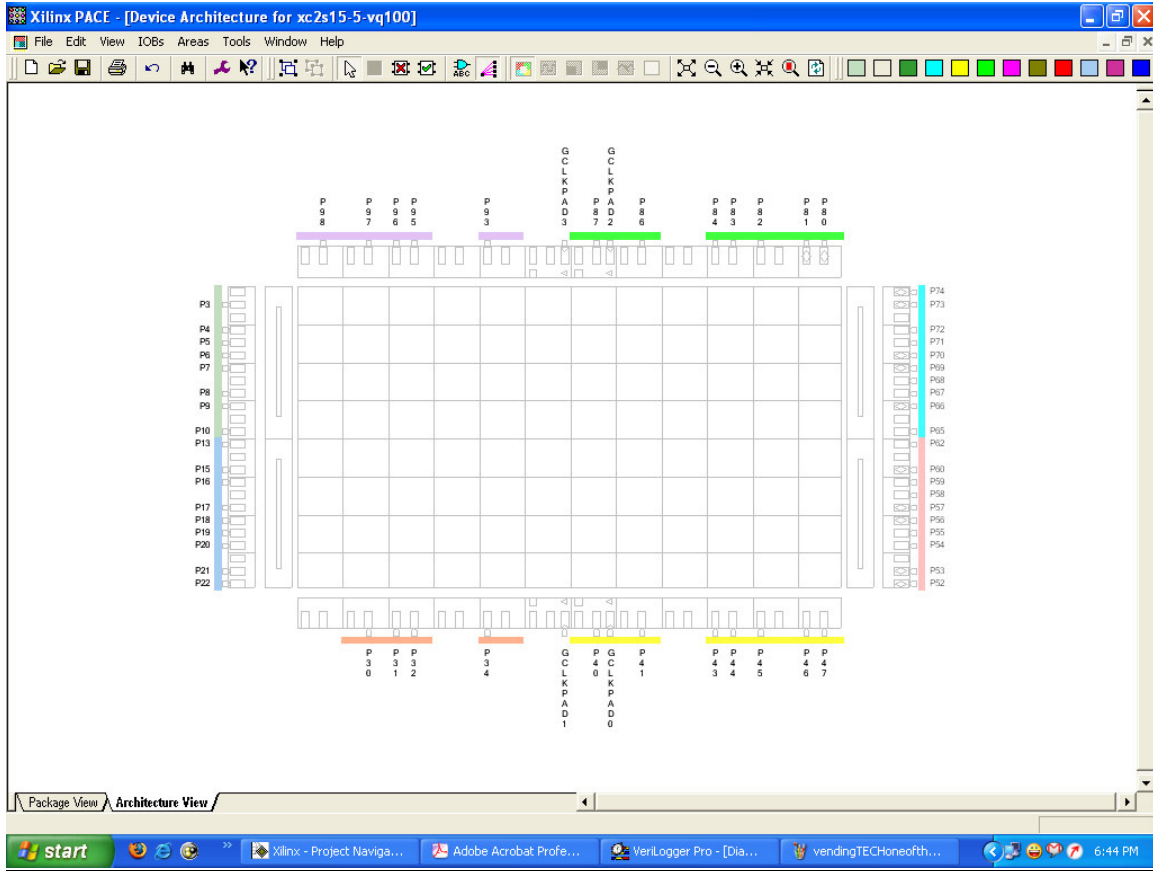 Xilinx PACE - [Device Architecture for xc2s15-5-vq100]
File Edit View IOBs Areas Tools Window Help
ABC
P98 P97 P96 P95 P93 GCLKPAD3 P87 GCLKPAD2 P86 P84 P83 P82 P81 P80
P3
P4
P5
P6
P7
P8
P9
P10
P13
P15
P16
P17
P18
P19
P20
P21
P22
P74
P73
P72
P71
P70
P69
P68
P67
P66
P65
P62
P60
P59
P58
P57
P56
P55
P54
P53
P52
P30 P31 P32 P34 GCLKPAD1 P40 GCLKPAD0 P41 P43 P44 P45 P46 P47
Package View Architecture View
start
Xilinx - Project Naviga...
Adobe Acrobat Profe...
VeriLogger Pro - [Dia...
vendingTECHoneofth...
6:44 PM